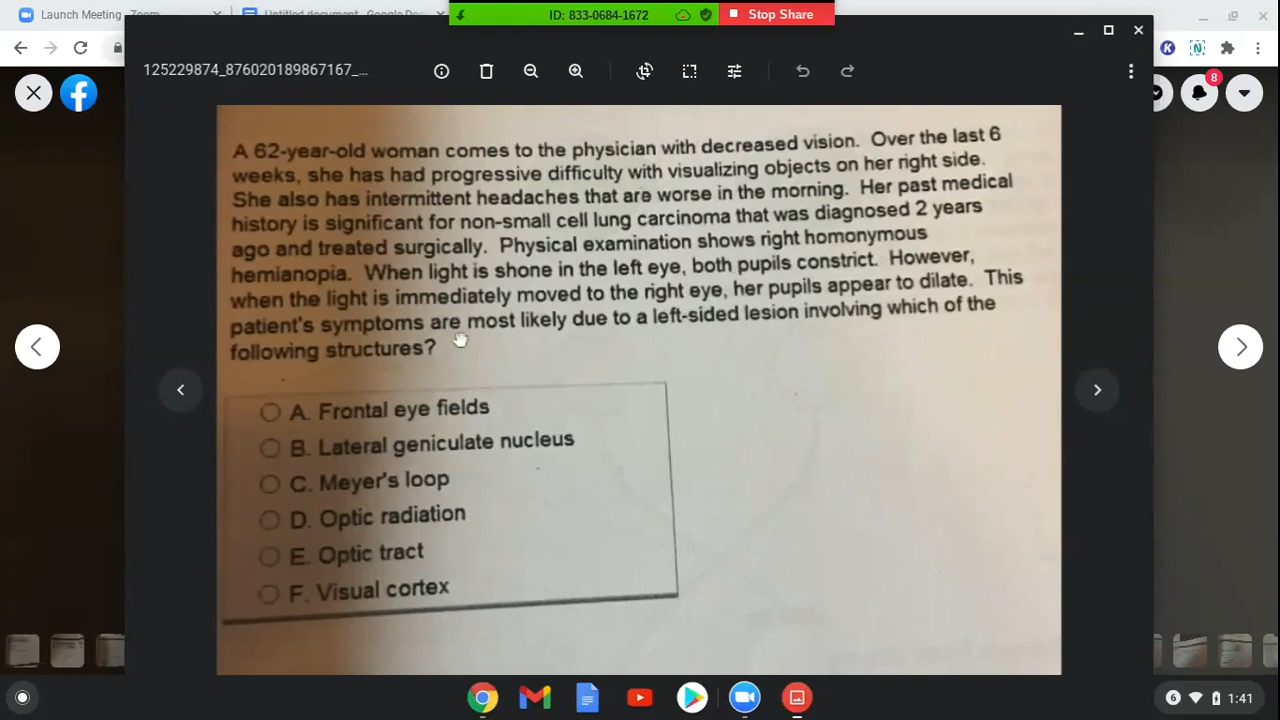 Launch Meeting - Zoom
Untitled document - Google Do
ID: 833-0684-1672
Stop Share
125229874_876020189867167_...
8
A 62-year-old woman comes to the physician with decreased vision. Over the last 6
weeks, she has had progressive difficulty with visualizing objects on her right side.
She also has intermittent headaches that are worse in the morning. Her past medical
history is significant for non-small cell lung carcinoma that was diagnosed 2 years
ago and treated surgically. Physical examination shows right homonymous
hemianopia. When light is shone in the left eye, both pupils constrict. However,
when the light is immediately moved to the right eye, her pupils appear to dilate. This
patient's symptoms are most likely due to a left-sided lesion involving which of the
following structures?
A. Frontal eye fields
B. Lateral geniculate nucleus
C. Meyer's loop
D. Optic radiation
E. Optic tract
F. Visual cortex
6
1:41